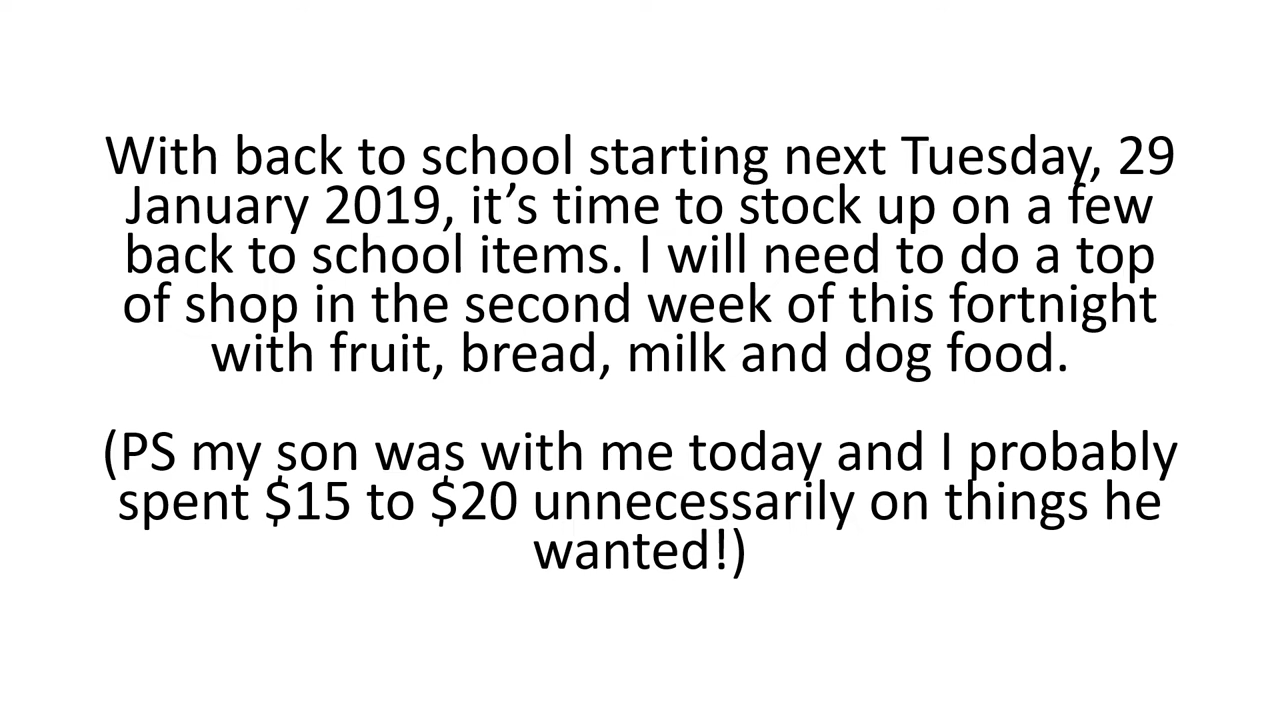 With back to school starting next Tuesday, 29
January 2019, it’s time to stock up on a few
back to school items. I will need to do a top
of shop in the second week of this fortnight
with fruit, bread, milk and dog food.
(PS my son was with me today and I probably
spent $15 to $20 unnecessarily on things he
wanted!)